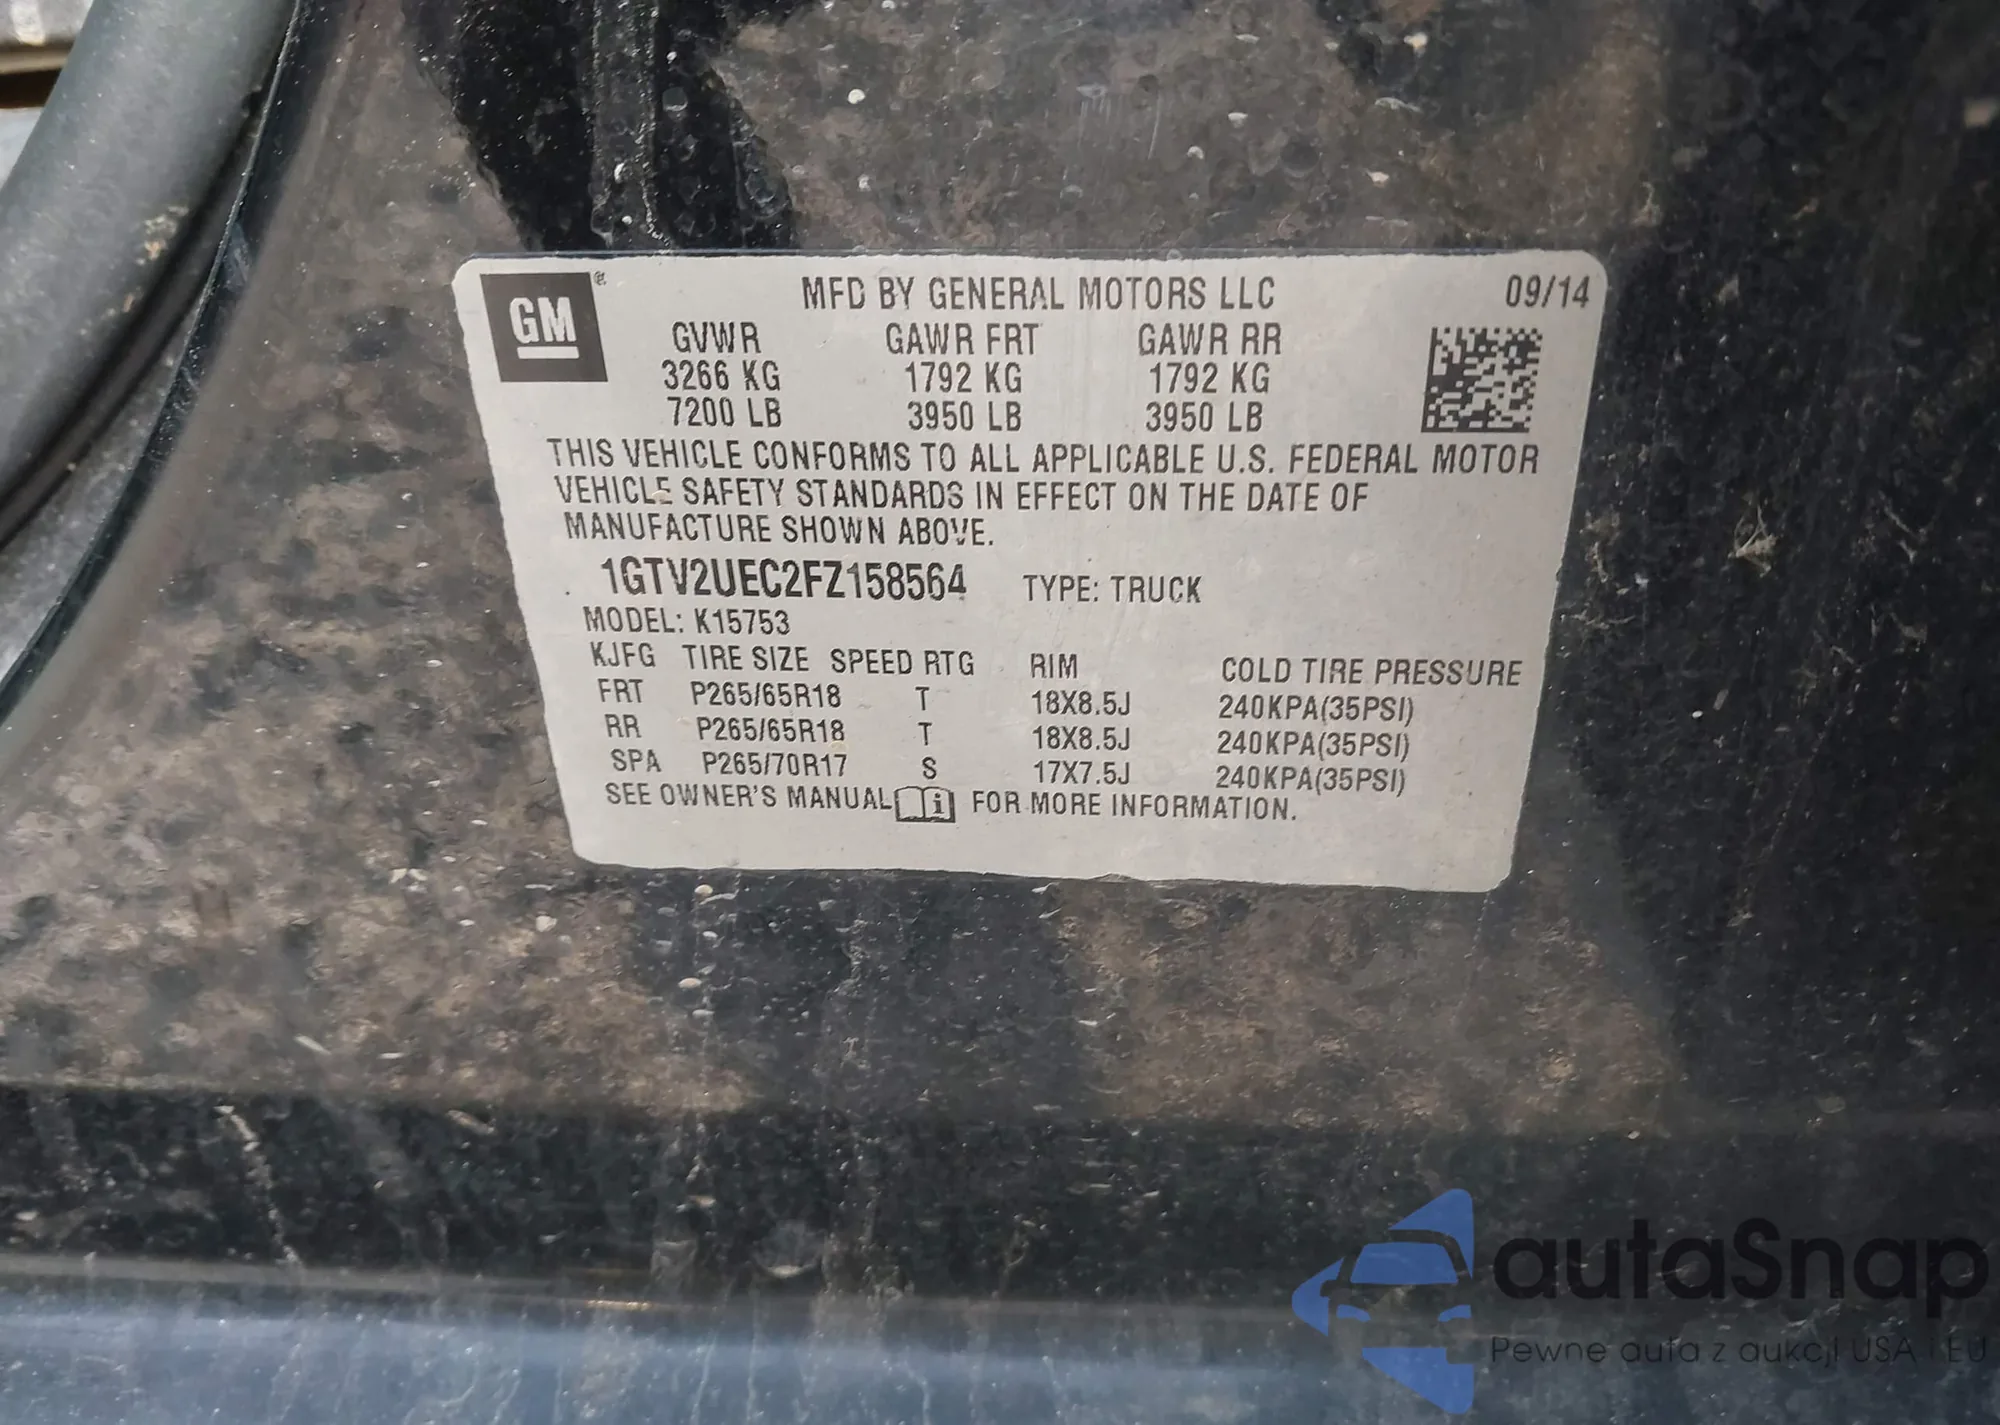 GM®
MFD BY GENERAL MOTORS LLC 09/14
GVWR GAWR FRT GAWR RR
3266 KG 1792 KG 1792 KG
7200 LB 3950 LB 3950 LB
THIS VEHICLE CONFORMS TO ALL APPLICABLE U.S. FEDERAL MOTOR
VEHICLE SAFETY STANDARDS IN EFFECT ON THE DATE OF
MANUFACTURE SHOWN ABOVE.
1GTV2UEC2FZ158564 TYPE: TRUCK
MODEL: K15753
KJFG TIRE SIZE SPEED RTG RIM COLD TIRE PRESSURE
FRT P265/65R18 T 18X8.5J 240KPA(35PSI)
RR P265/65R18 T 18X8.5J 240KPA(35PSI)
SPA P265/70R17 S 17X7.5J 240KPA(35PSI)
SEE OWNER'S MANUAL i FOR MORE INFORMATION.
autaSnap
Pewne auta z aukcji USA i EU